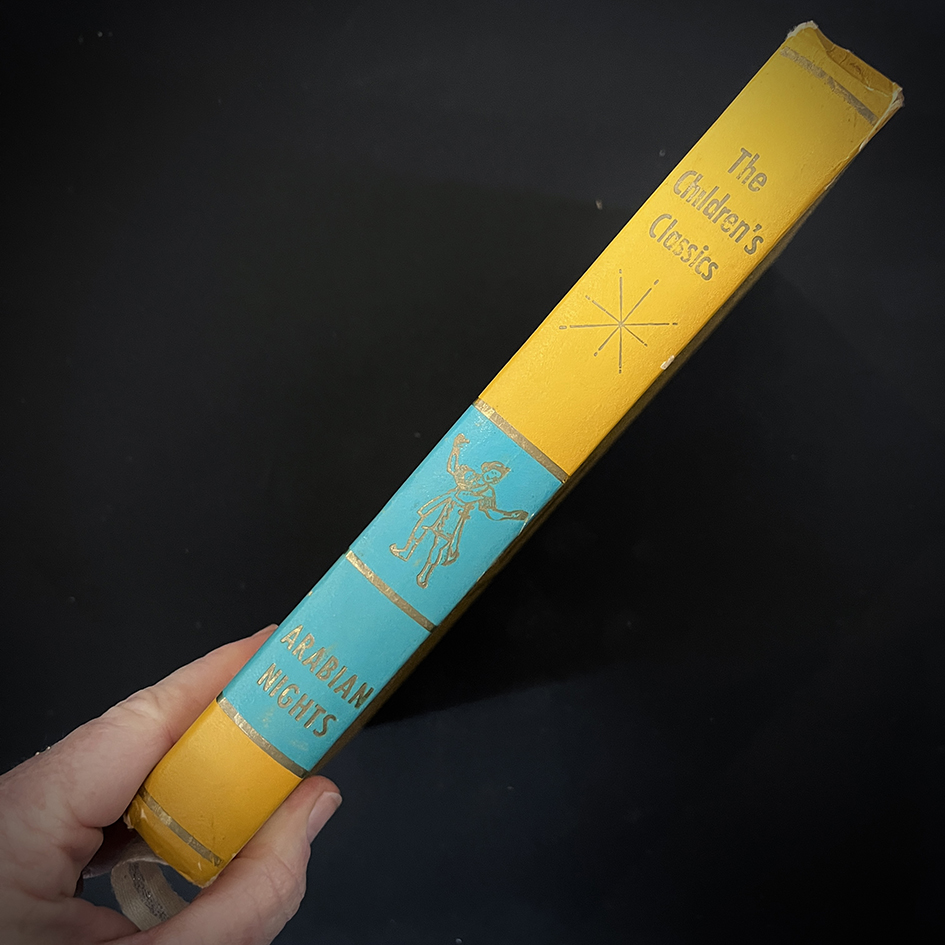 The
Children's
Classics
ARABIAN
NIGHTS